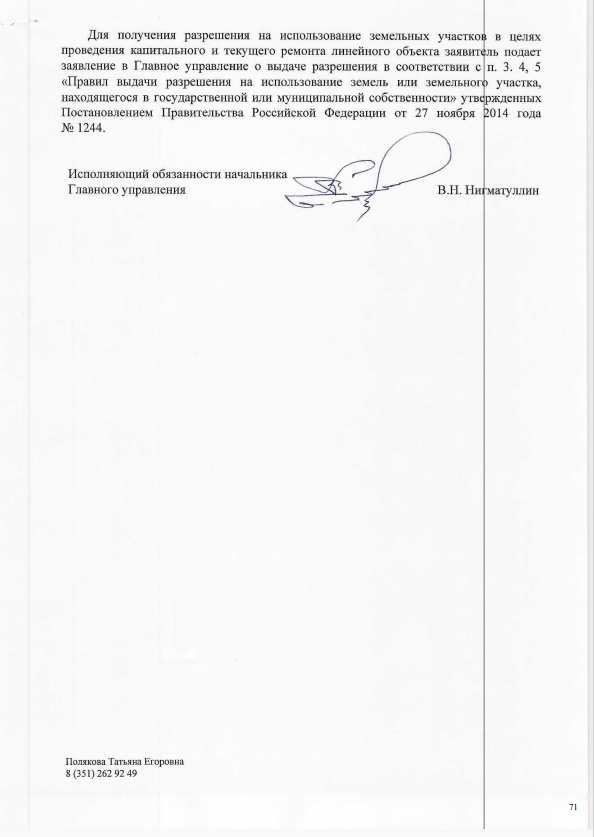 Для получения разрешения на использование земельных участков в целях
проведения капитального и текущего ремонта линейного объекта заявитель подает
заявление в Главное управление о выдаче разрешения в соответствии с п. 3. 4, 5
«Правил выдачи разрешения на использование земель или земельного участка,
находящегося в государственной или муниципальной собственности» утвержденных
Постановлением Правительства Российской Федерации от 27 ноября 2014 года
№ 1244.
Исполняющий обязанности начальника
Главного управления В.Н. Нигматуллин
Полякова Татьяна Егоровна
8 (351) 262 92 49
71